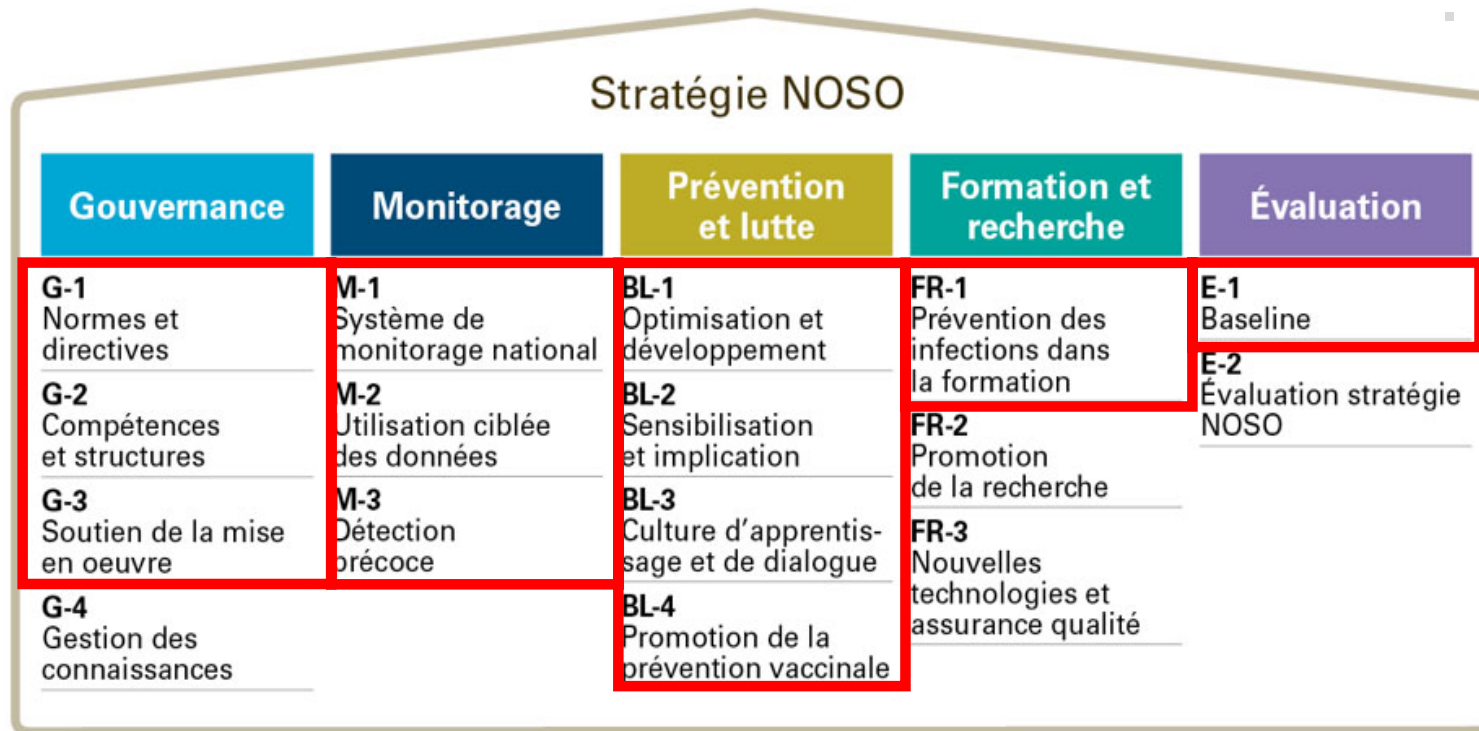 Stratégie NOSO
Gouvernance
G-1
Normes et
directives
G-2
Compétences
et structures
G-3
Soutien de la mise
en oeuvre
G-4
Gestion des
connaissances
Monitorage
M-1
Système de
monitorage national
M-2
Utilisation ciblée
des données
M-3
Détection
précoce
Prévention
et lutte
BL-1
Optimisation et
développement
BL-2
Sensibilisation
et implication
BL-3
Culture d'apprentis-
sage et de dialogue
BL-4
Promotion de la
prévention vaccinale
Formation et
recherche
FR-1
Prévention des
infections dans
la formation
FR-2
Promotion
de la recherche
FR-3
Nouvelles
technologies et
assurance qualité
Évaluation
E-1
Baseline
E-2
Évaluation stratégie
NOSO